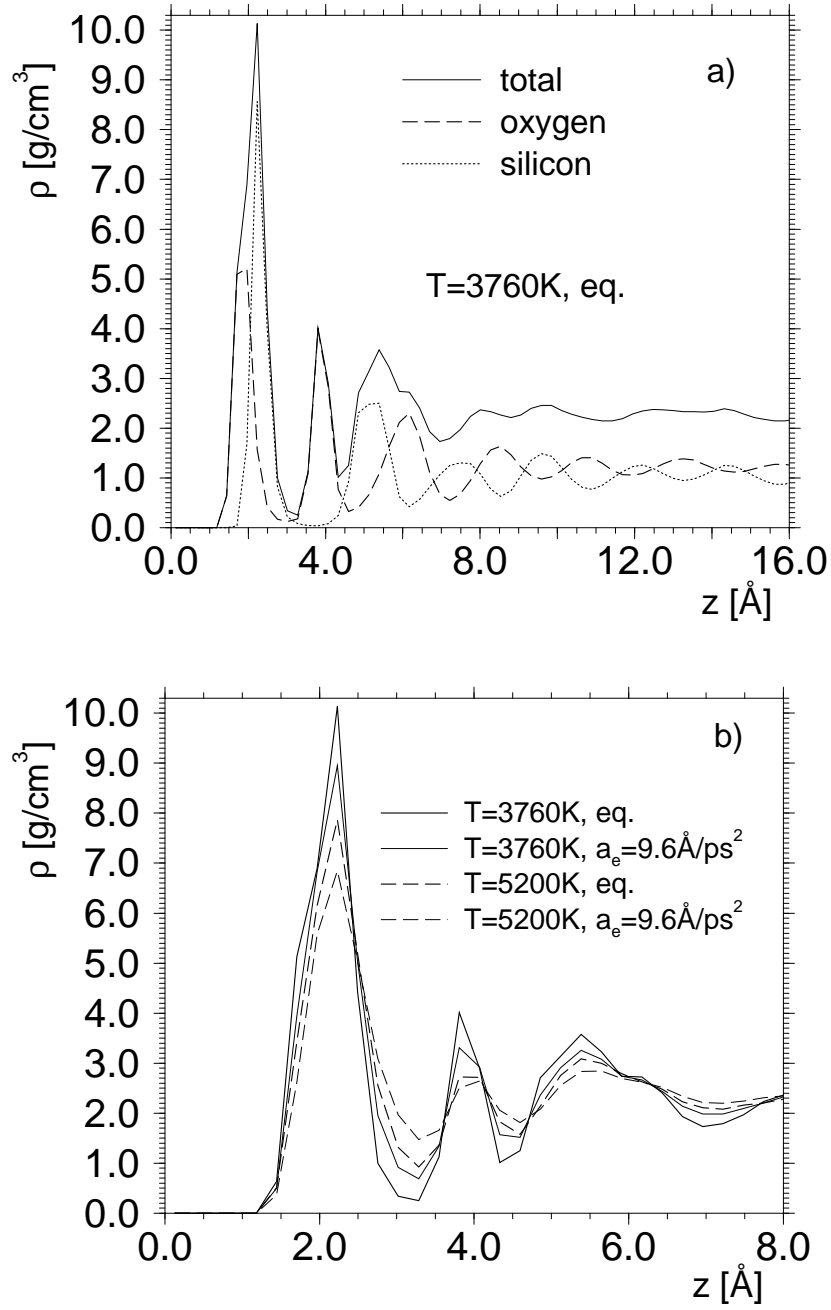 10.0
9.0
8.0
7.0
6.0
5.0
4.0
3.0
2.0
1.0
0.0
ρ [g/cm³]
a)
total
oxygen
silicon
T=3760K, eq.
0.0 4.0 8.0 12.0 16.0
z [Å]
10.0
9.0
8.0
7.0
6.0
5.0
4.0
3.0
2.0
1.0
0.0
ρ [g/cm³]
b)
T=3760K, eq.
T=3760K, aₑ=9.6Å/ps²
T=5200K, eq.
T=5200K, aₑ=9.6Å/ps²
0.0 2.0 4.0 6.0 8.0
z [Å]